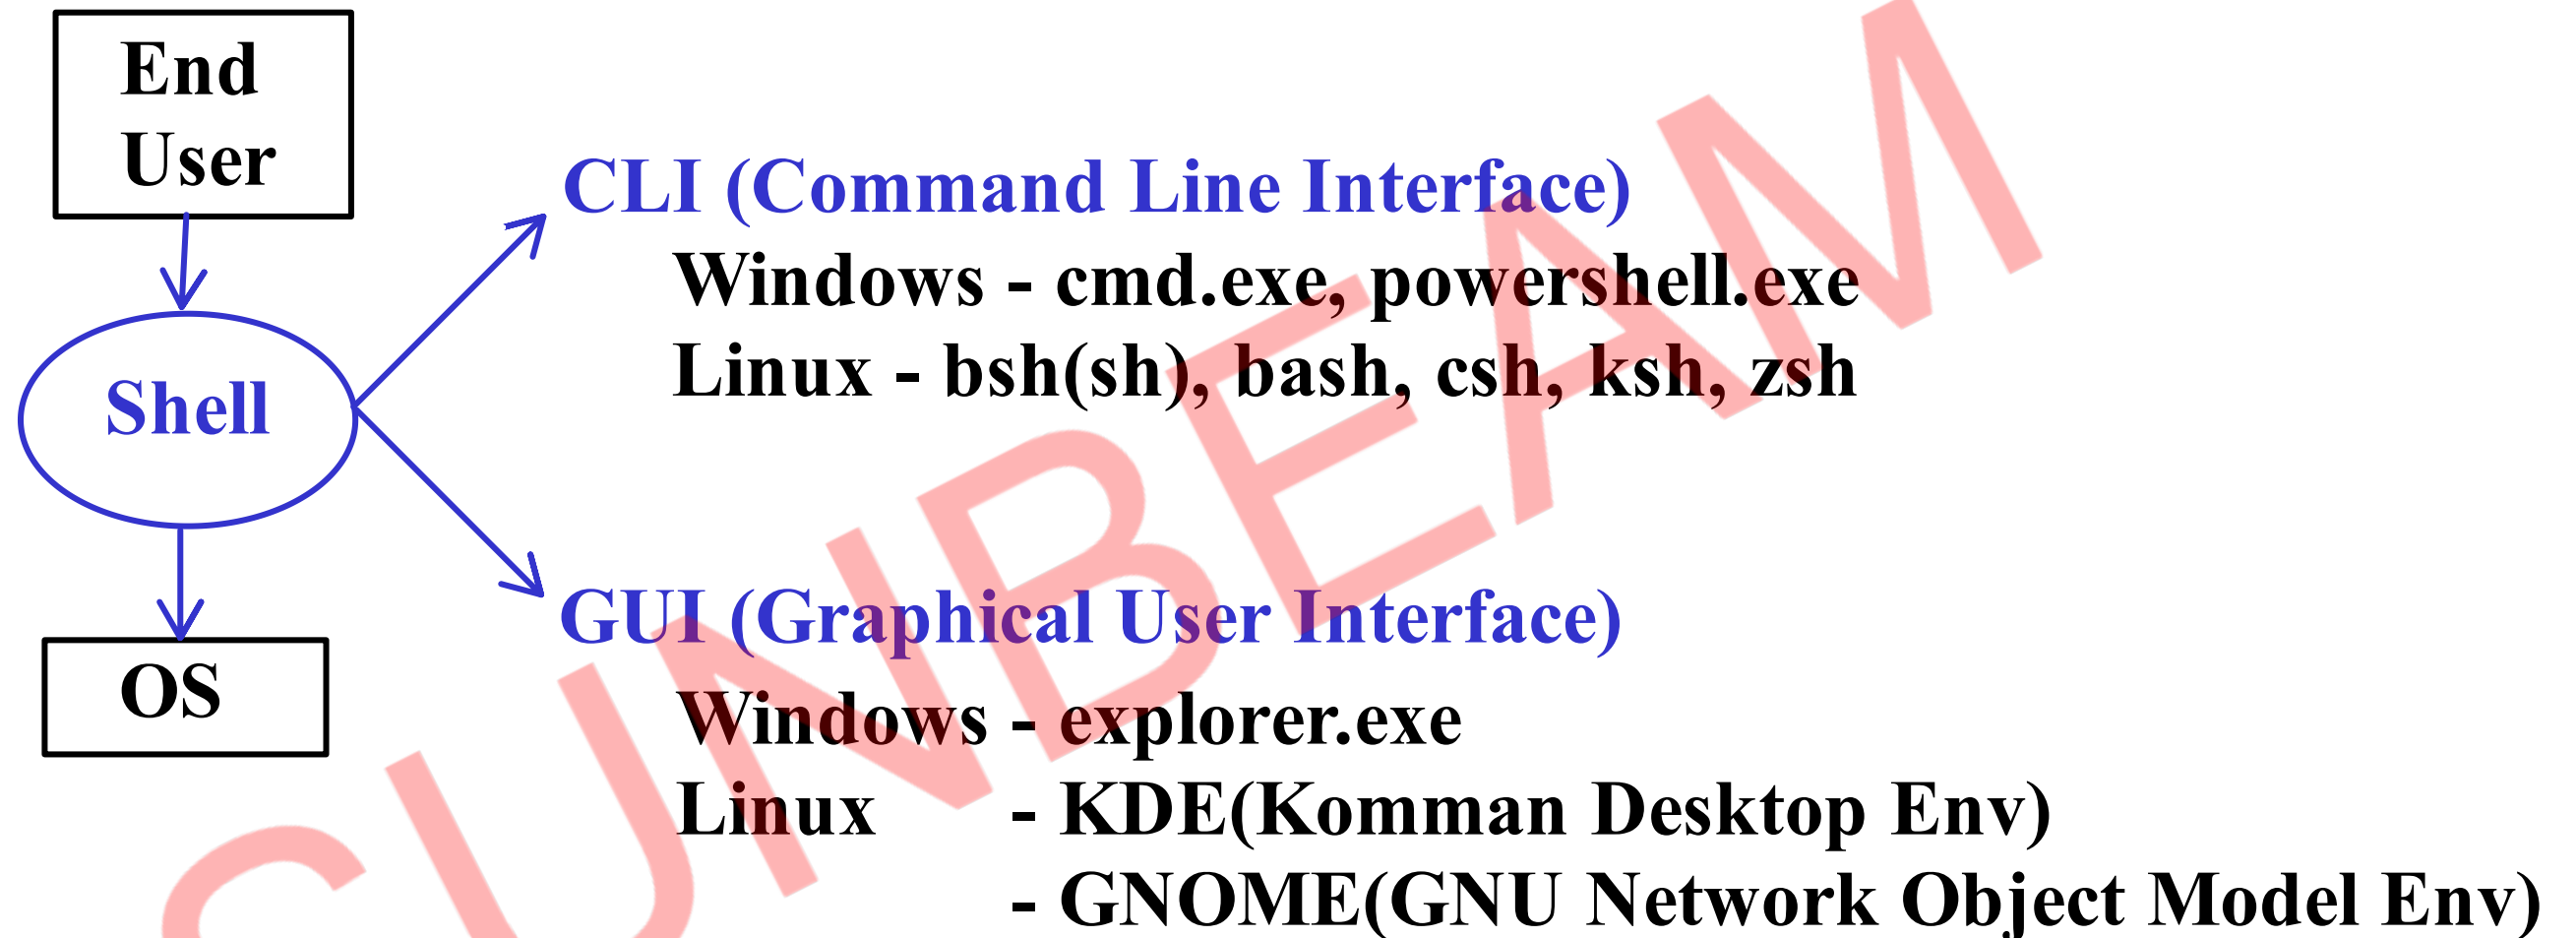 End
User
CLI (Command Line Interface)
Windows - cmd.exe, powershell.exe
Linux - bsh(sh), bash, csh, ksh, zsh
Shell
GUI (Graphical User Interface)
OS
Windows - explorer.exe
Linux - KDE(Komman Desktop Env)
- GNOME(GNU Network Object Model Env)
SUNBEAM